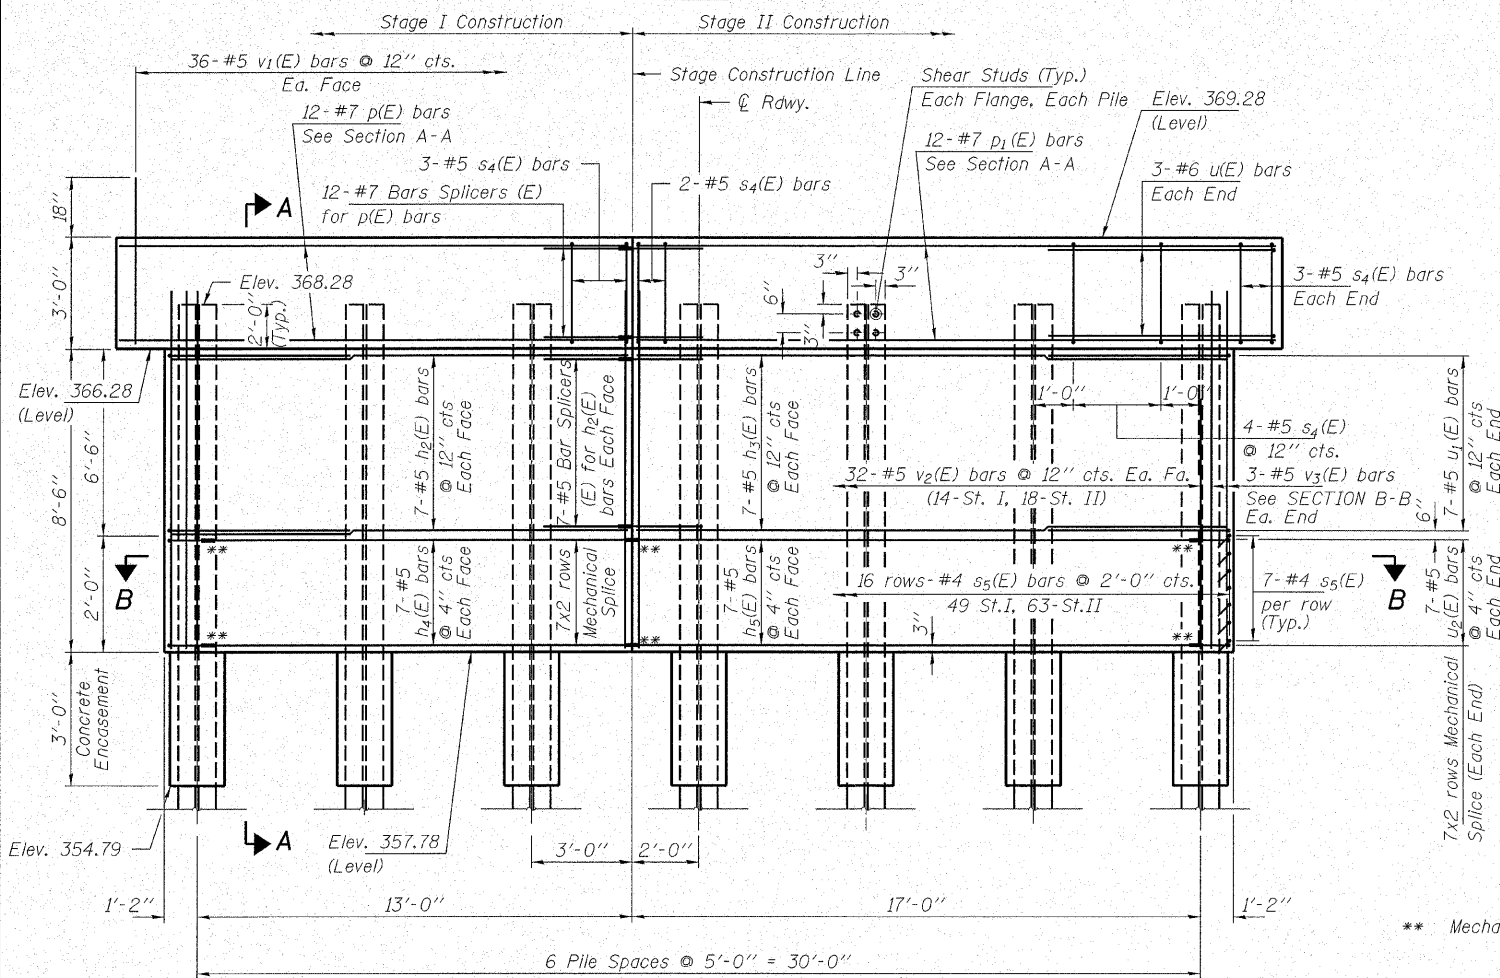 Stage I Construction
Stage II Construction
36-#5 v1(E) bars @ 12" cts.
Ea. Face
Stage Construction Line
℄ Rdwy.
Shear Studs (Typ.)
Each Flange, Each Pile
Elev. 369.28
(Level)
12-#7 p(E) bars
See Section A-A
3-#5 s4(E) bars
12-#7 p1(E) bars
See Section A-A
3-#6 u(E) bars
Each End
12-#7 Bars Splicers (E)
for p(E) bars
2-#5 s4(E) bars
A
18"
3'-0"
Elev. 368.28
2'-0"
(Typ.)
3"
3"
6"
3"
3-#5 s4(E) bars
Each End
Elev. 366.28
(Level)
8'-6"
6'-6"
2'-0"
7-#5 h2(E) bars
@ 12" cts
Each Face
7-#5 Bar Splicers
(E) for h2(E)
bars Each Face
7-#5 h3(E) bars
@ 12" cts
Each Face
1'-0"
1'-0"
4-#5 s4(E)
@ 12" cts.
32-#5 v2(E) bars @ 12" cts. Ea. Fa.
(14-St. I, 18-St. II)
3-#5 v3(E) bars
See SECTION B-B
Ea. End
6"
7-#5 u1(E) bars
@ 12" cts
Each End
B
**
**
**
**
**
**
7-#5
h4(E) bars
@ 4" cts
Each Face
7x2 rows
Mechanical
Splice
7-#5
h5(E) bars
@ 4" cts
Each Face
16 rows-#4 s5(E) bars @ 2'-0" cts.
49 St.I, 63-St.II
3"
7-#4 s5(E)
per row
(Typ.)
B
7-#5
u2(E) bars
@ 4" cts
Each End
7x2 rows Mechanical
Splice (Each End)
3'-0"
Concrete
Encasement
Elev. 354.79
A
Elev. 357.78
(Level)
3'-0"
2'-0"
1'-2"
13'-0"
17'-0"
1'-2"
** Mecha
6 Pile Spaces @ 5'-0" = 30'-0"